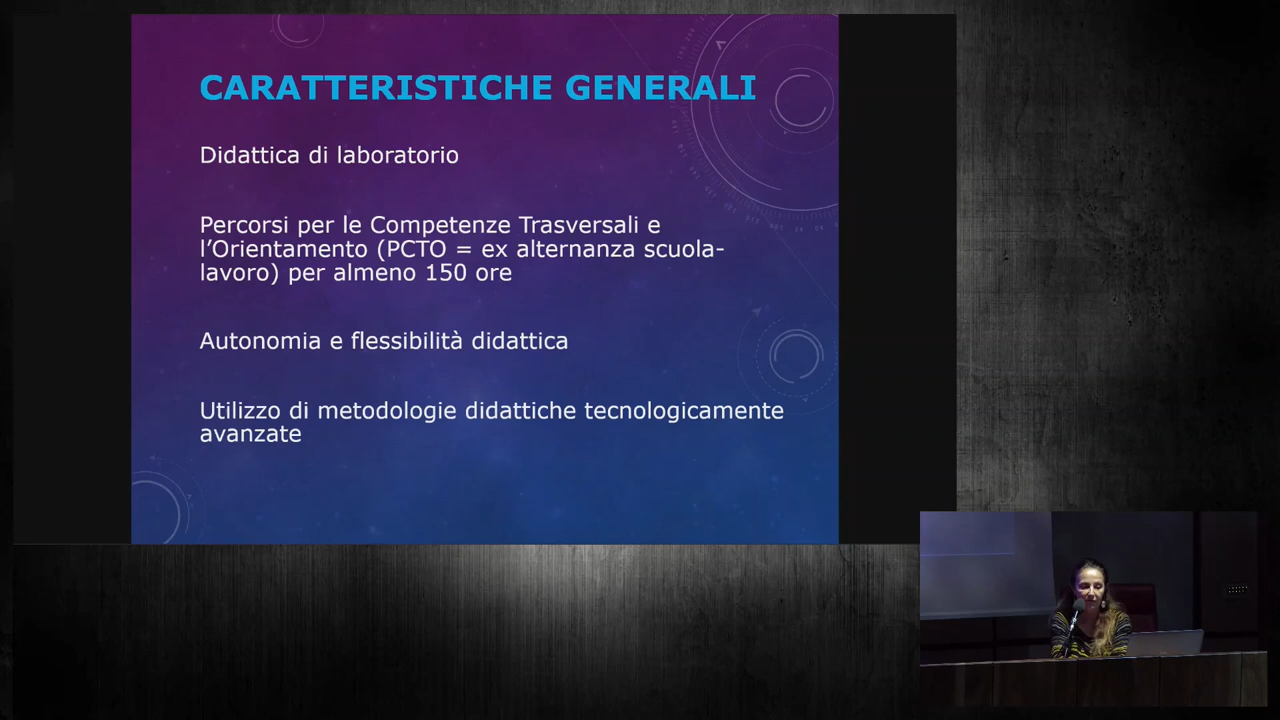 CARATTERISTICHE GENERALI
Didattica di laboratorio
Percorsi per le Competenze Trasversali e
l’Orientamento (PCTO = ex alternanza scuola-
lavoro) per almeno 150 ore
Autonomia e flessibilità didattica
Utilizzo di metodologie didattiche tecnologicamente
avanzate